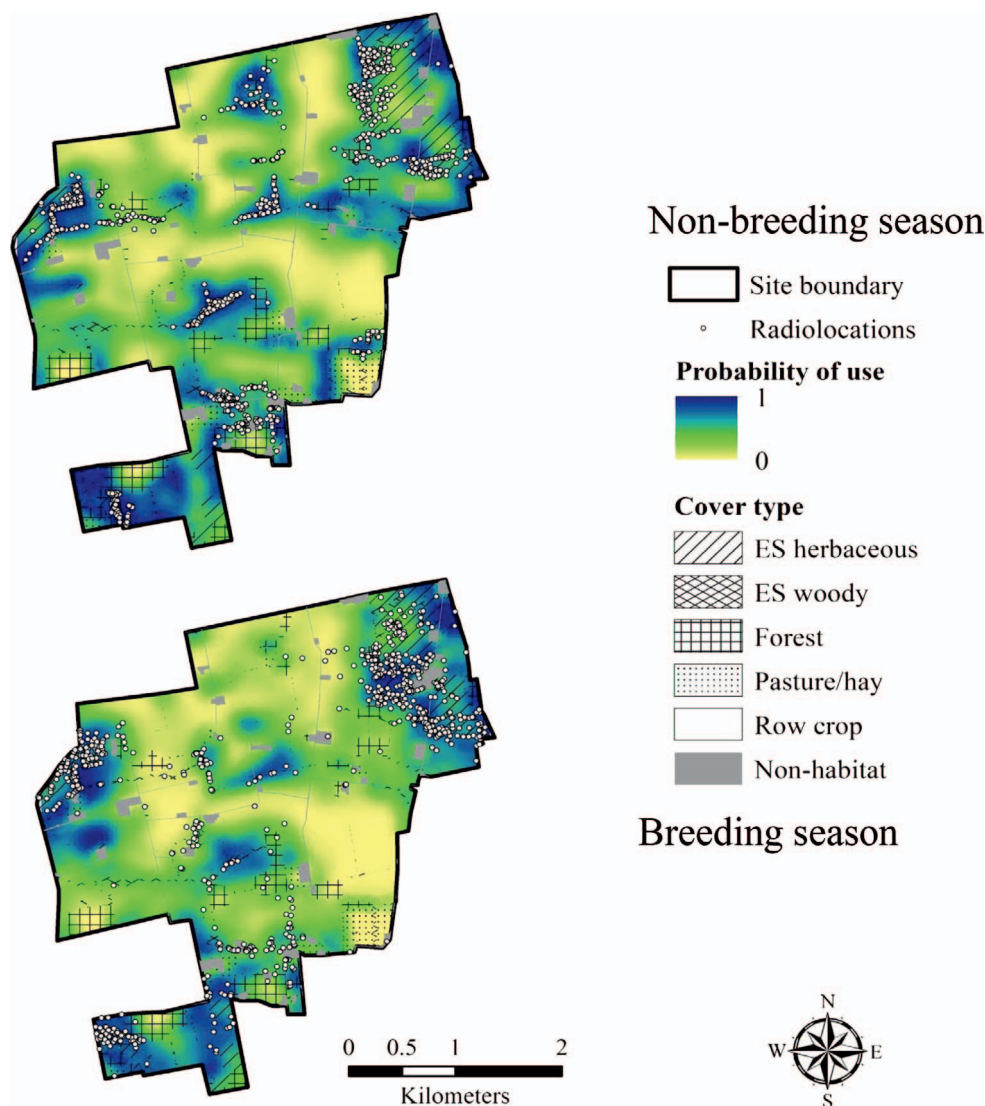 Non-breeding season
Site boundary
Radiolocations
Probability of use
1
0
Cover type
ES herbaceous
ES woody
Forest
Pasture/hay
Row crop
Non-habitat
Breeding season
0 0.5 1 2
Kilometers
N
W E
S